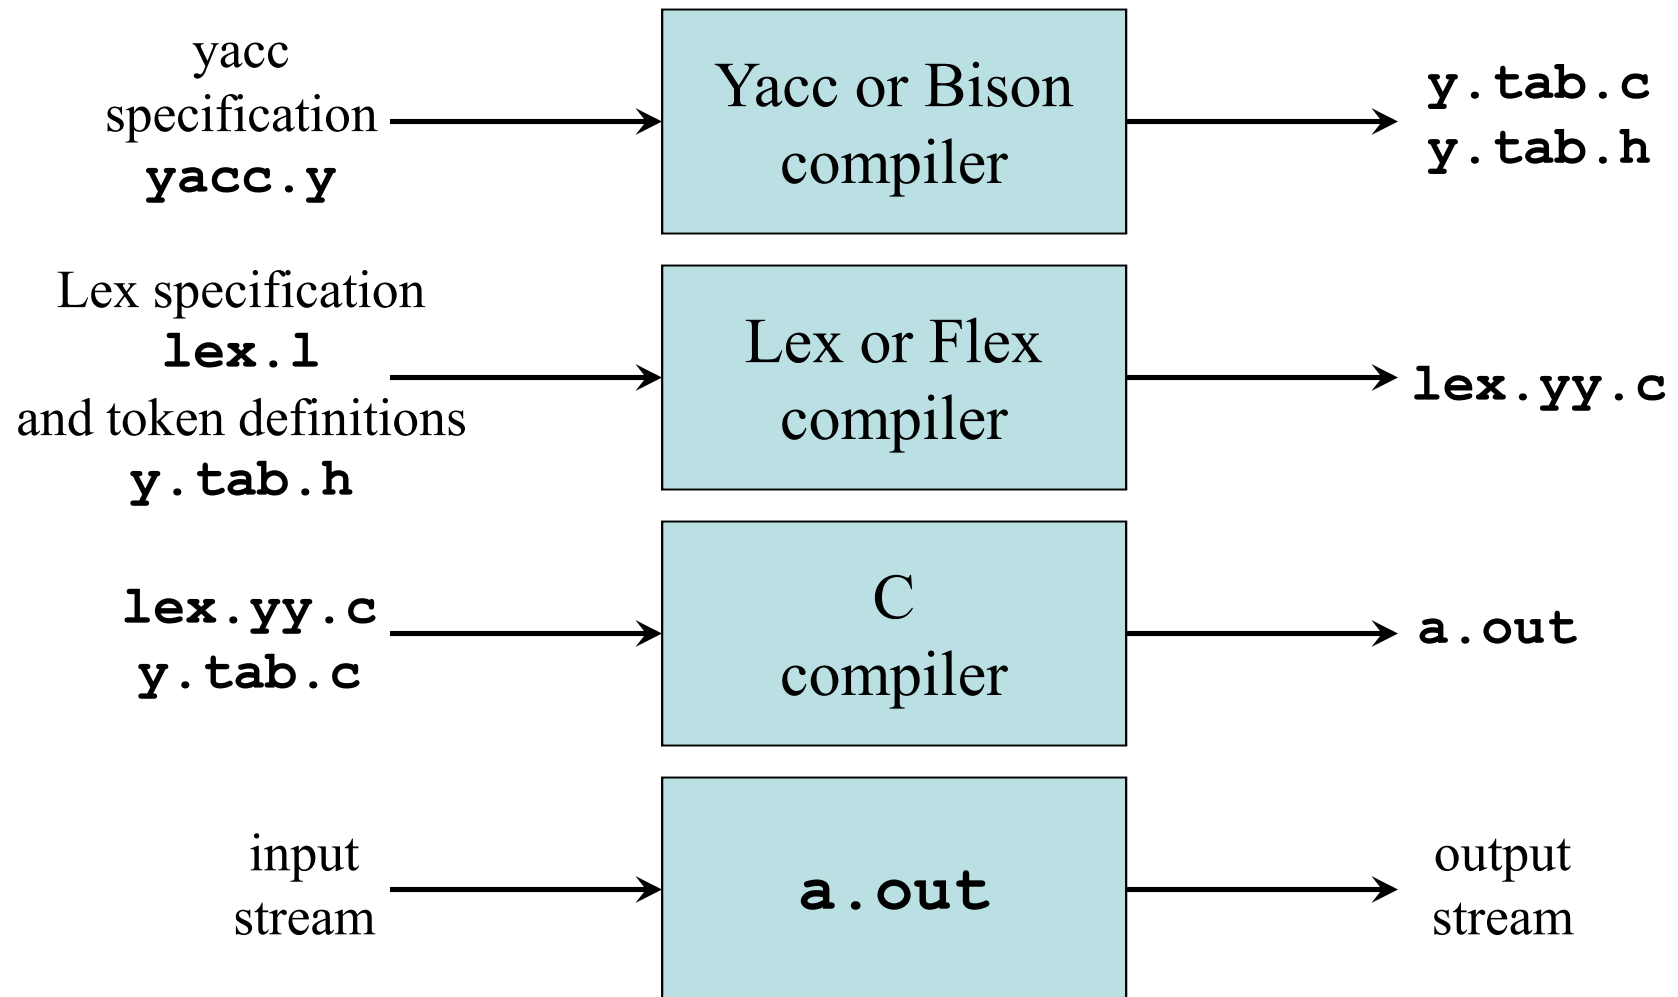 yacc
specification
yacc.y
Yacc or Bison
compiler
y.tab.c
y.tab.h
Lex specification
lex.l
and token definitions
y.tab.h
Lex or Flex
compiler
lex.yy.c
lex.yy.c
y.tab.c
C
compiler
a.out
input
stream
a.out
output
stream